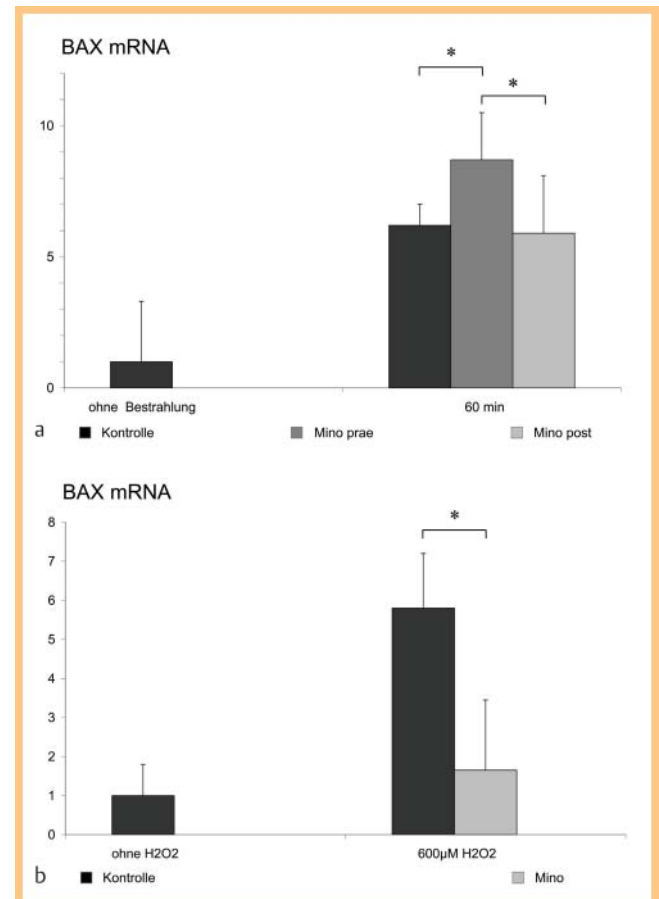 BAX mRNA
* *
10
5
0
ohne Bestrahlung 60 min
a Kontrolle Mino prae Mino post
BAX mRNA
8
*
7
6
5
4
3
2
1
0
ohne H2O2 600µM H2O2
b Kontrolle Mino